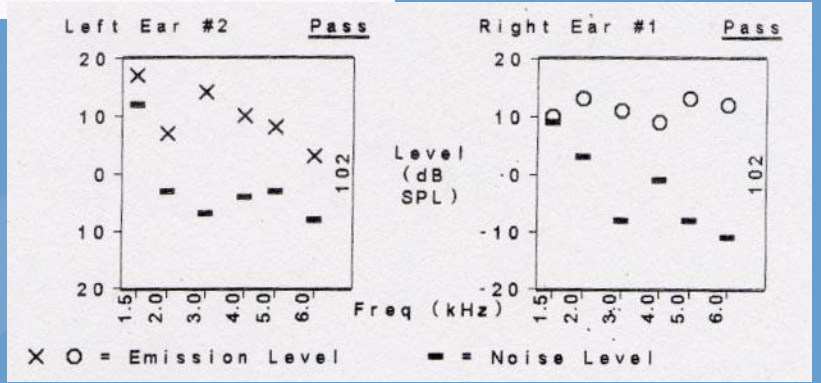 Left Ear #2 Pass Right Ear #1 Pass
20 20
10 10
Level
0 (dB 0
SPL)
102 102
10 -10
20 -20
1.5 2.0 3.0 4.0 5.0 6.0 Freq (kHz) 1.5 2.0 3.0 4.0 5.0 6.0
X O = Emission Level - = Noise Level